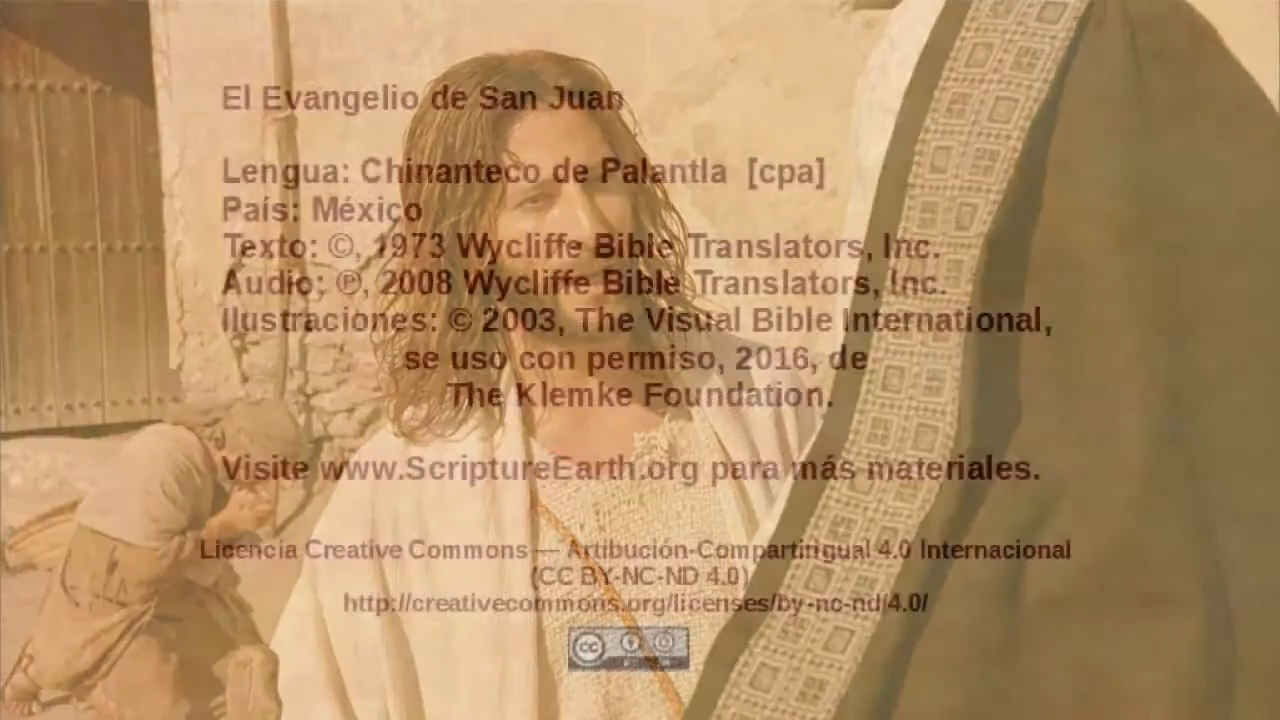 El Evangelio de San Juan
Lengua: Chinanteco de Palantla [cpa]
País: México
Texto: ©, 1973 Wycliffe Bible Translators, Inc.
Audio: ℗, 2008 Wycliffe Bible Translators, Inc.
Ilustraciones: © 2003, The Visual Bible International,
se uso con permiso, 2016, de
The Klemke Foundation.
Visite www.ScriptureEarth.org para más materiales.
Licencia Creative Commons — Artibución-CompartirIgual 4.0 Internacional
(CC BY-NC-ND 4.0)
http://creativecommons.org/licenses/by-nc-nd/4.0/
cc